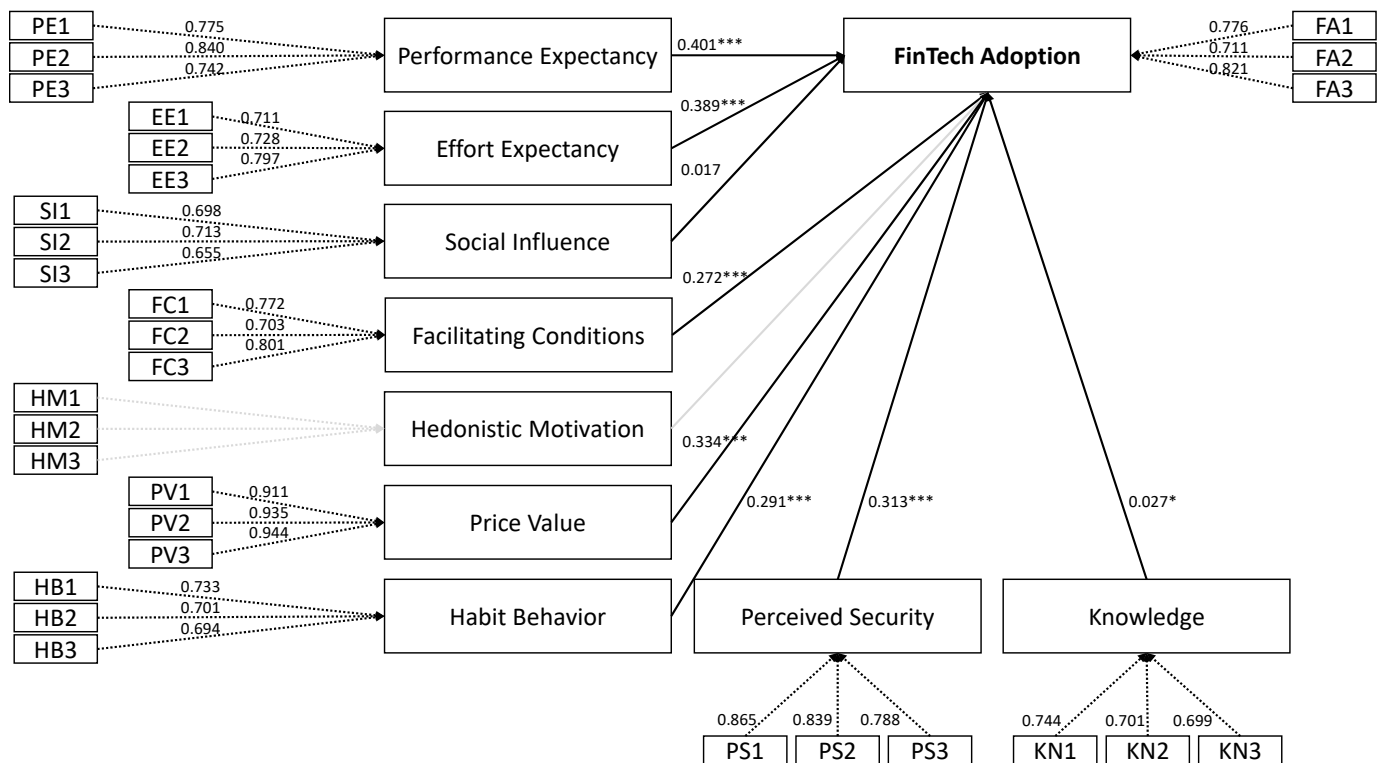 PE1
PE2
PE3
0.775
0.840
0.742
Performance Expectancy
0.401***
FinTech Adoption
0.776
0.711
0.821
FA1
FA2
FA3
EE1
EE2
EE3
0.711
0.728
0.797
Effort Expectancy
0.389***
SI1
SI2
SI3
0.698
0.713
0.655
Social Influence
0.017
FC1
FC2
FC3
0.772
0.703
0.801
Facilitating Conditions
0.272***
HM1
HM2
HM3
Hedonistic Motivation
PV1
PV2
PV3
0.911
0.935
0.944
Price Value
0.334***
HB1
HB2
HB3
0.733
0.701
0.694
Habit Behavior
0.291***
0.313***
0.027*
Perceived Security
Knowledge
0.865
0.839
0.788
PS1
PS2
PS3
0.744
0.701
0.699
KN1
KN2
KN3